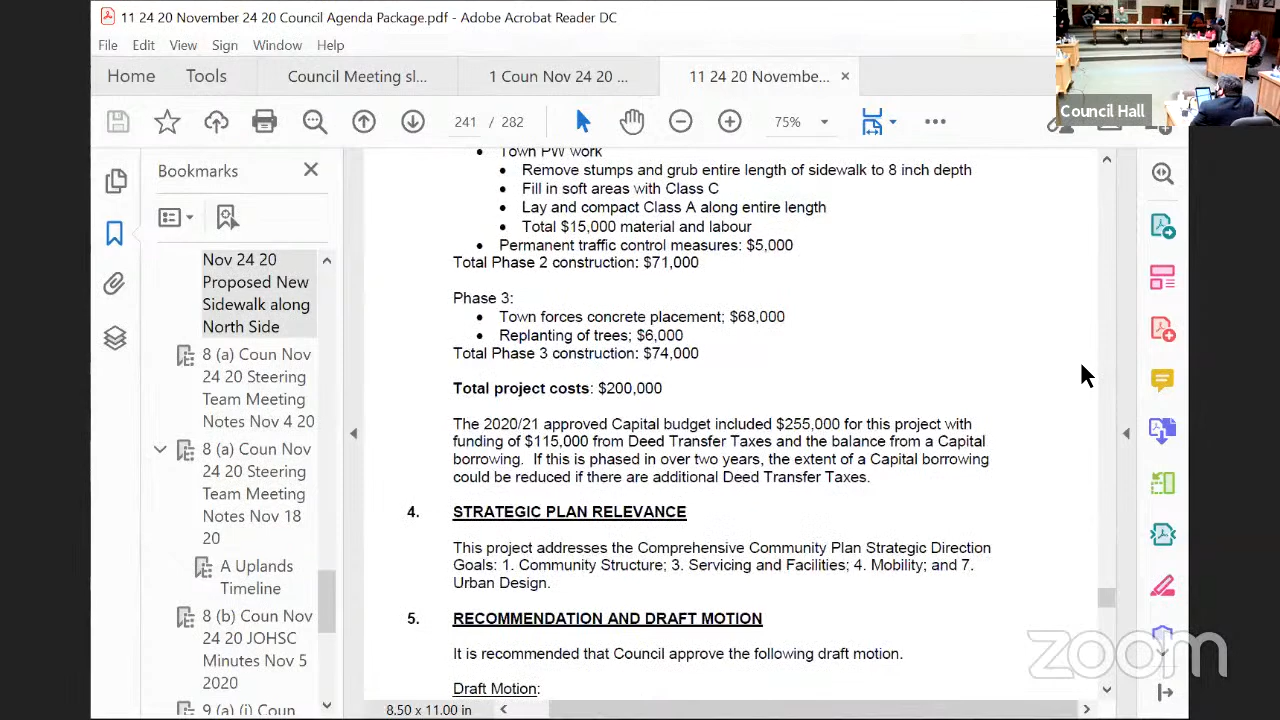 11 24 20 November 24 20 Council Agenda Package.pdf - Adobe Acrobat Reader DC
File Edit View Sign Window Help
Home Tools Council Meeting sl... 1 Coun Nov 24 20 ... 11 24 20 Novembe... ×
Council Hall
241 / 282 75%
Bookmarks
Nov 24 20
Proposed New
Sidewalk along
North Side
8 (a) Coun Nov
24 20 Steering
Team Meeting
Notes Nov 4 20
8 (a) Coun Nov
24 20 Steering
Team Meeting
Notes Nov 18
20
A Uplands
Timeline
8 (b) Coun Nov
24 20 JOHSC
Minutes Nov 5
2020
9 (a) (i) Coun
• Town PW work
• Remove stumps and grub entire length of sidewalk to 8 inch depth
• Fill in soft areas with Class C
• Lay and compact Class A along entire length
• Total $15,000 material and labour
• Permanent traffic control measures: $5,000
Total Phase 2 construction: $71,000
Phase 3:
• Town forces concrete placement; $68,000
• Replanting of trees; $6,000
Total Phase 3 construction: $74,000
Total project costs: $200,000
The 2020/21 approved Capital budget included $255,000 for this project with
funding of $115,000 from Deed Transfer Taxes and the balance from a Capital
borrowing. If this is phased in over two years, the extent of a Capital borrowing
could be reduced if there are additional Deed Transfer Taxes.
4. STRATEGIC PLAN RELEVANCE
This project addresses the Comprehensive Community Plan Strategic Direction
Goals: 1. Community Structure; 3. Servicing and Facilities; 4. Mobility; and 7.
Urban Design.
5. RECOMMENDATION AND DRAFT MOTION
It is recommended that Council approve the following draft motion.
Draft Motion:
8.50 x 11.00 in
zoom